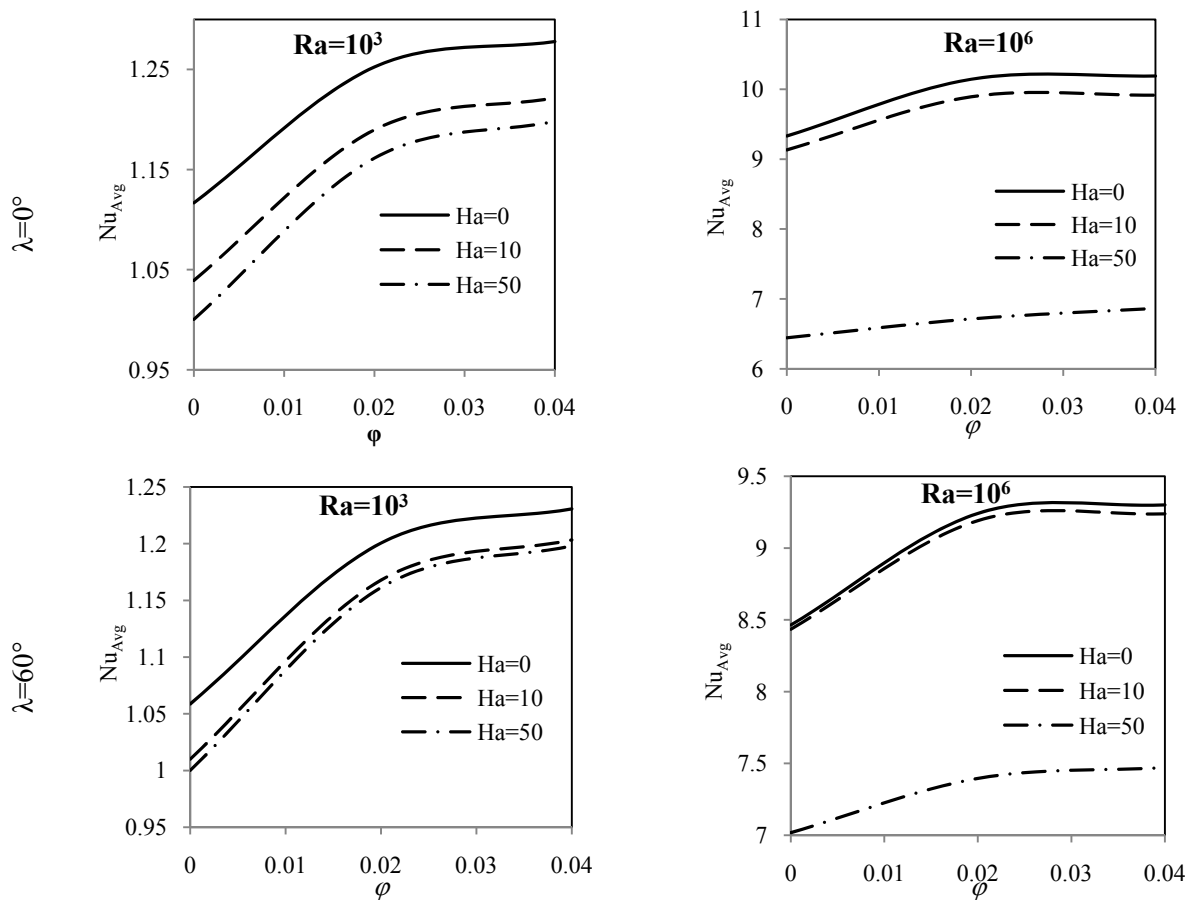 λ=0°
Ra=10³
Nu_Avg
1.25
1.15
1.05
0.95
Ha=0
Ha=10
Ha=50
0 0.01 0.02 0.03 0.04
φ
Ra=10⁶
Nu_Avg
11
10
9
8
7
6
Ha=0
Ha=10
Ha=50
0 0.01 0.02 0.03 0.04
φ
λ=60°
Ra=10³
Nu_Avg
1.25
1.2
1.15
1.1
1.05
1
0.95
Ha=0
Ha=10
Ha=50
0 0.01 0.02 0.03 0.04
φ
Ra=10⁶
Nu_Avg
9.5
9
8.5
8
7.5
7
Ha=0
Ha=10
Ha=50
0 0.01 0.02 0.03 0.04
φ